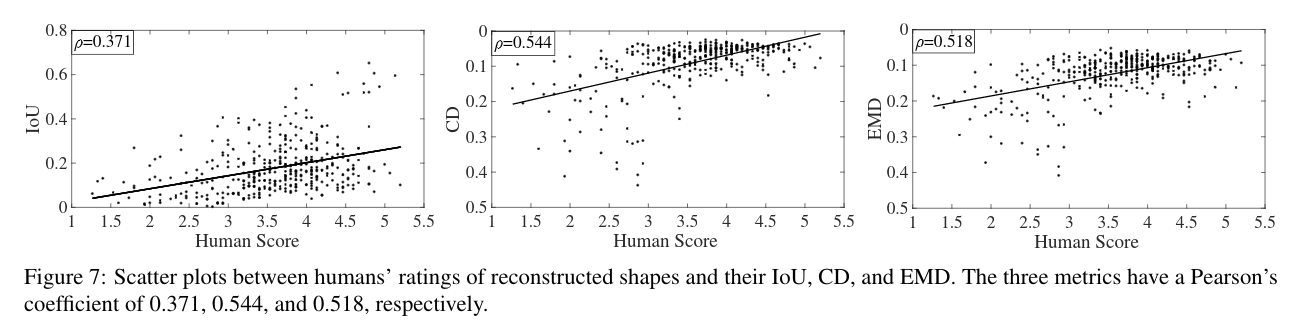 0.8
0.6
0.4
0.2
0
ρ=0.371
IoU
1 1.5 2 2.5 3 3.5 4 4.5 5 5.5
Human Score
0
0.1
0.2
0.3
0.4
0.5
ρ=0.544
CD
1 1.5 2 2.5 3 3.5 4 4.5 5 5.5
Human Score
0
0.1
0.2
0.3
0.4
0.5
ρ=0.518
EMD
1 1.5 2 2.5 3 3.5 4 4.5 5 5.5
Human Score
Figure 7: Scatter plots between humans’ ratings of reconstructed shapes and their IoU, CD, and EMD. The three metrics have a Pearson’s
coefficient of 0.371, 0.544, and 0.518, respectively.